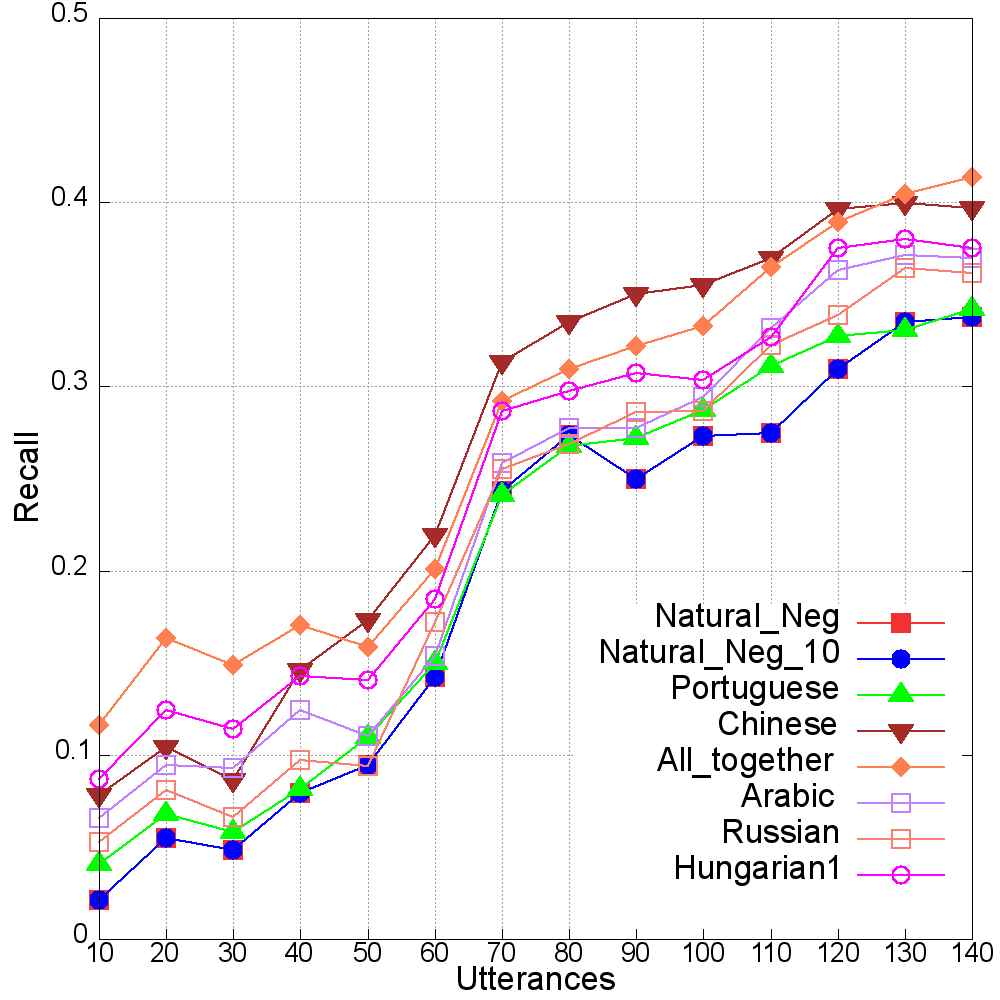 0.5
0.4
0.3
0.2
0.1
0
Recall
Natural_Neg
Natural_Neg_10
Portuguese
Chinese
All_together
Arabic
Russian
Hungarian1
10 20 30 40 50 60 70 80 90 100 110 120 130 140
Utterances